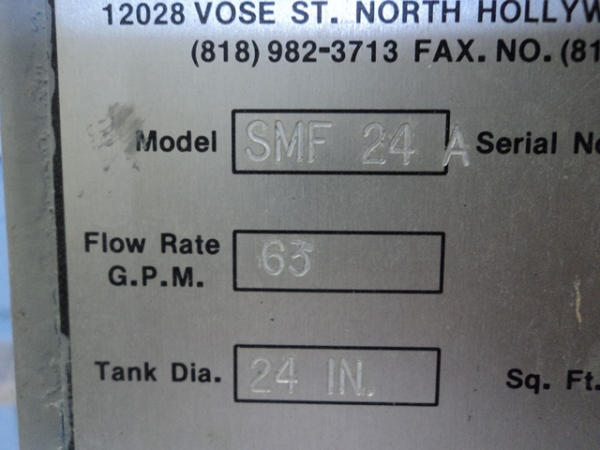 12028 VOSE ST. NORTH HOLLYW
(818) 982-3713 FAX. NO. (81
Model SMF 24 A Serial No
Flow Rate
G.P.M. 63
Tank Dia. 24 IN. Sq. Ft.